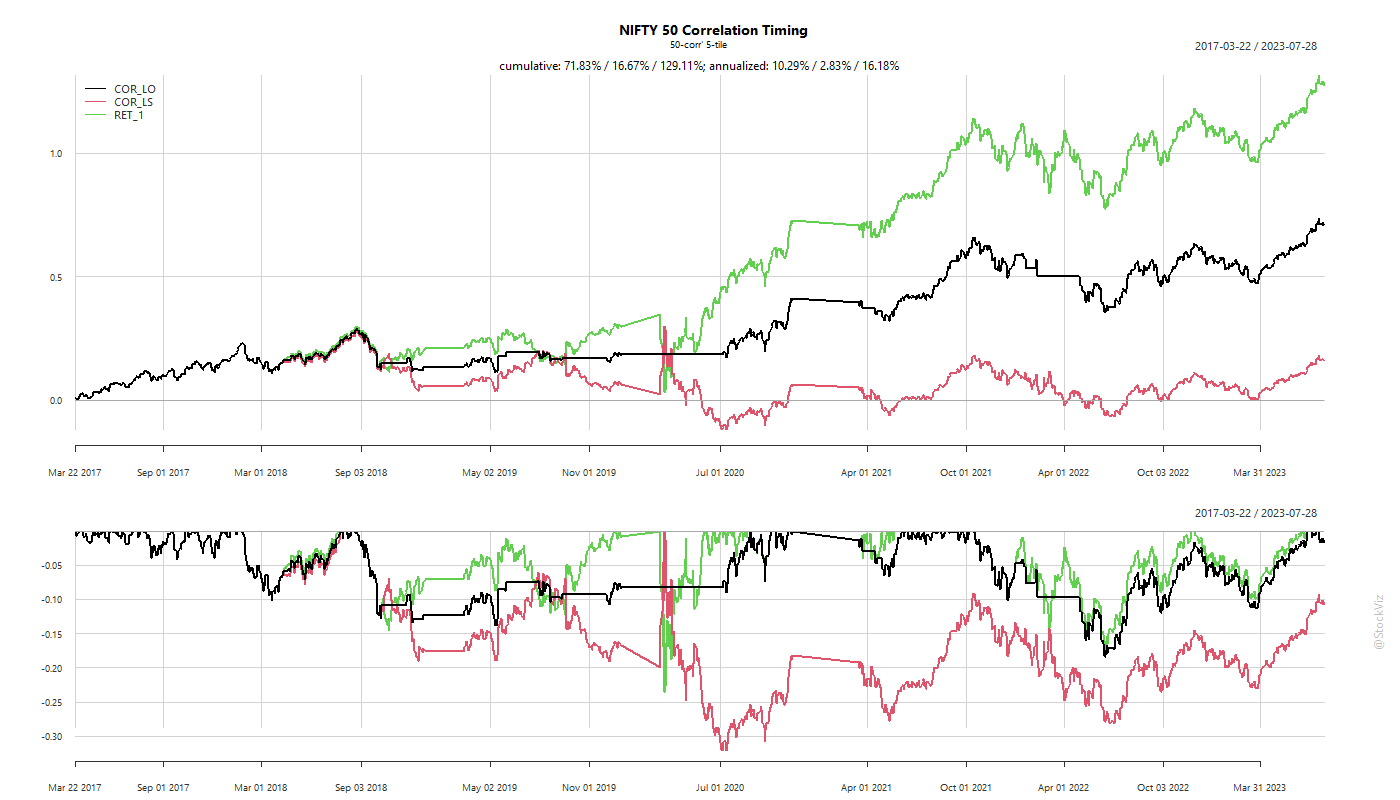 NIFTY 50 Correlation Timing
50-corr' 5-tile
2017-03-22 / 2023-07-28
cumulative: 71.83% / 16.67% / 129.11%; annualized: 10.29% / 2.83% / 16.18%
COR_LO
COR_LS
RET_1
1.0
0.5
0.0
Mar 22 2017 Sep 01 2017 Mar 01 2018 Sep 03 2018 May 02 2019 Nov 01 2019 Jul 01 2020 Apr 01 2021 Oct 01 2021 Apr 01 2022 Oct 03 2022 Mar 31 2023
2017-03-22 / 2023-07-28
-0.05
-0.10
-0.15
-0.20
-0.25
-0.30
Mar 22 2017 Sep 01 2017 Mar 01 2018 Sep 03 2018 May 02 2019 Nov 01 2019 Jul 01 2020 Apr 01 2021 Oct 01 2021 Apr 01 2022 Oct 03 2022 Mar 31 2023
@StockViz